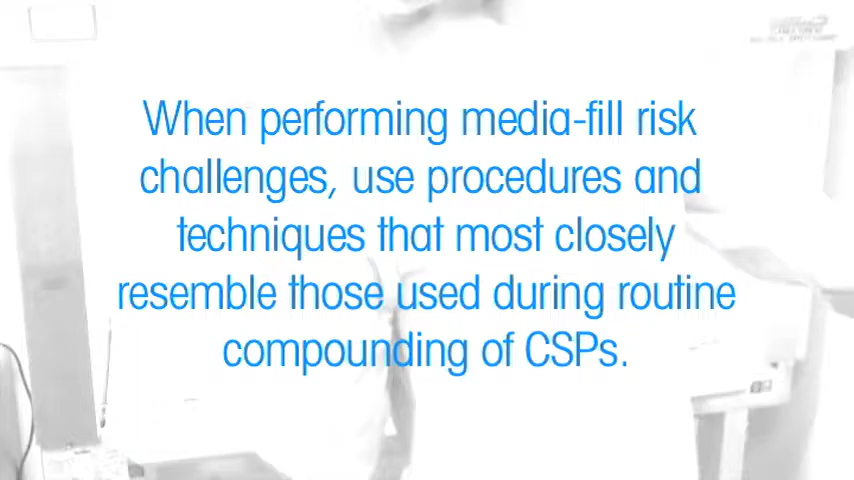 When performing media-fill risk
challenges, use procedures and
techniques that most closely
resemble those used during routine
compounding of CSPs.